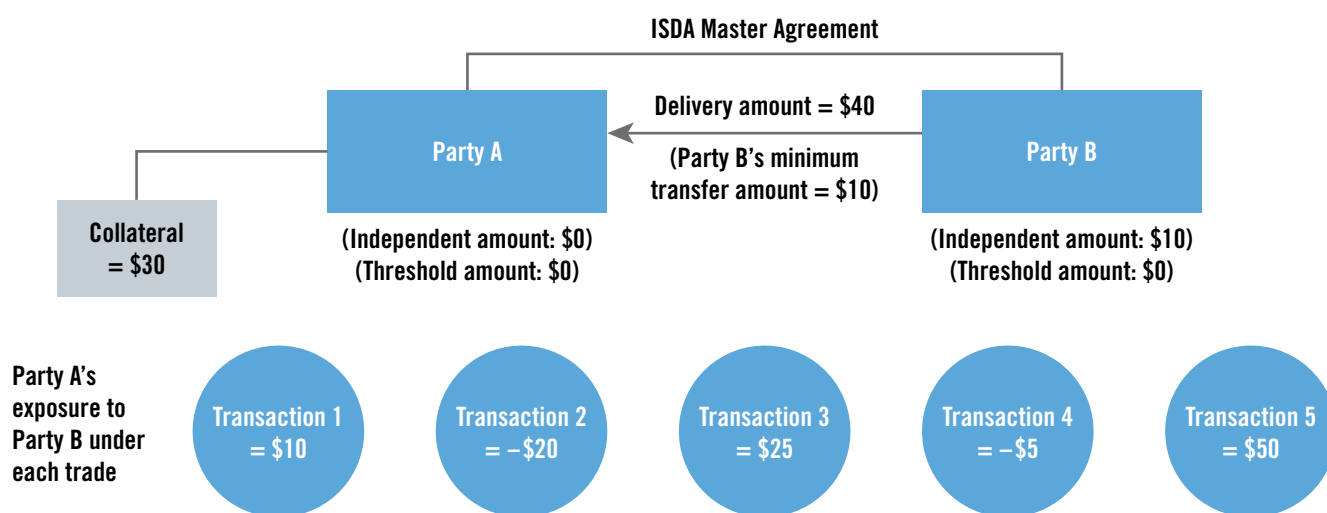 ISDA Master Agreement
Delivery amount = $40
Party A
(Party B’s minimum
transfer amount = $10)
Party B
Collateral
= $30
(Independent amount: $0)
(Threshold amount: $0)
(Independent amount: $10)
(Threshold amount: $0)
Party A’s
exposure to
Party B under
each trade
Transaction 1
= $10
Transaction 2
= –$20
Transaction 3
= $25
Transaction 4
= –$5
Transaction 5
= $50